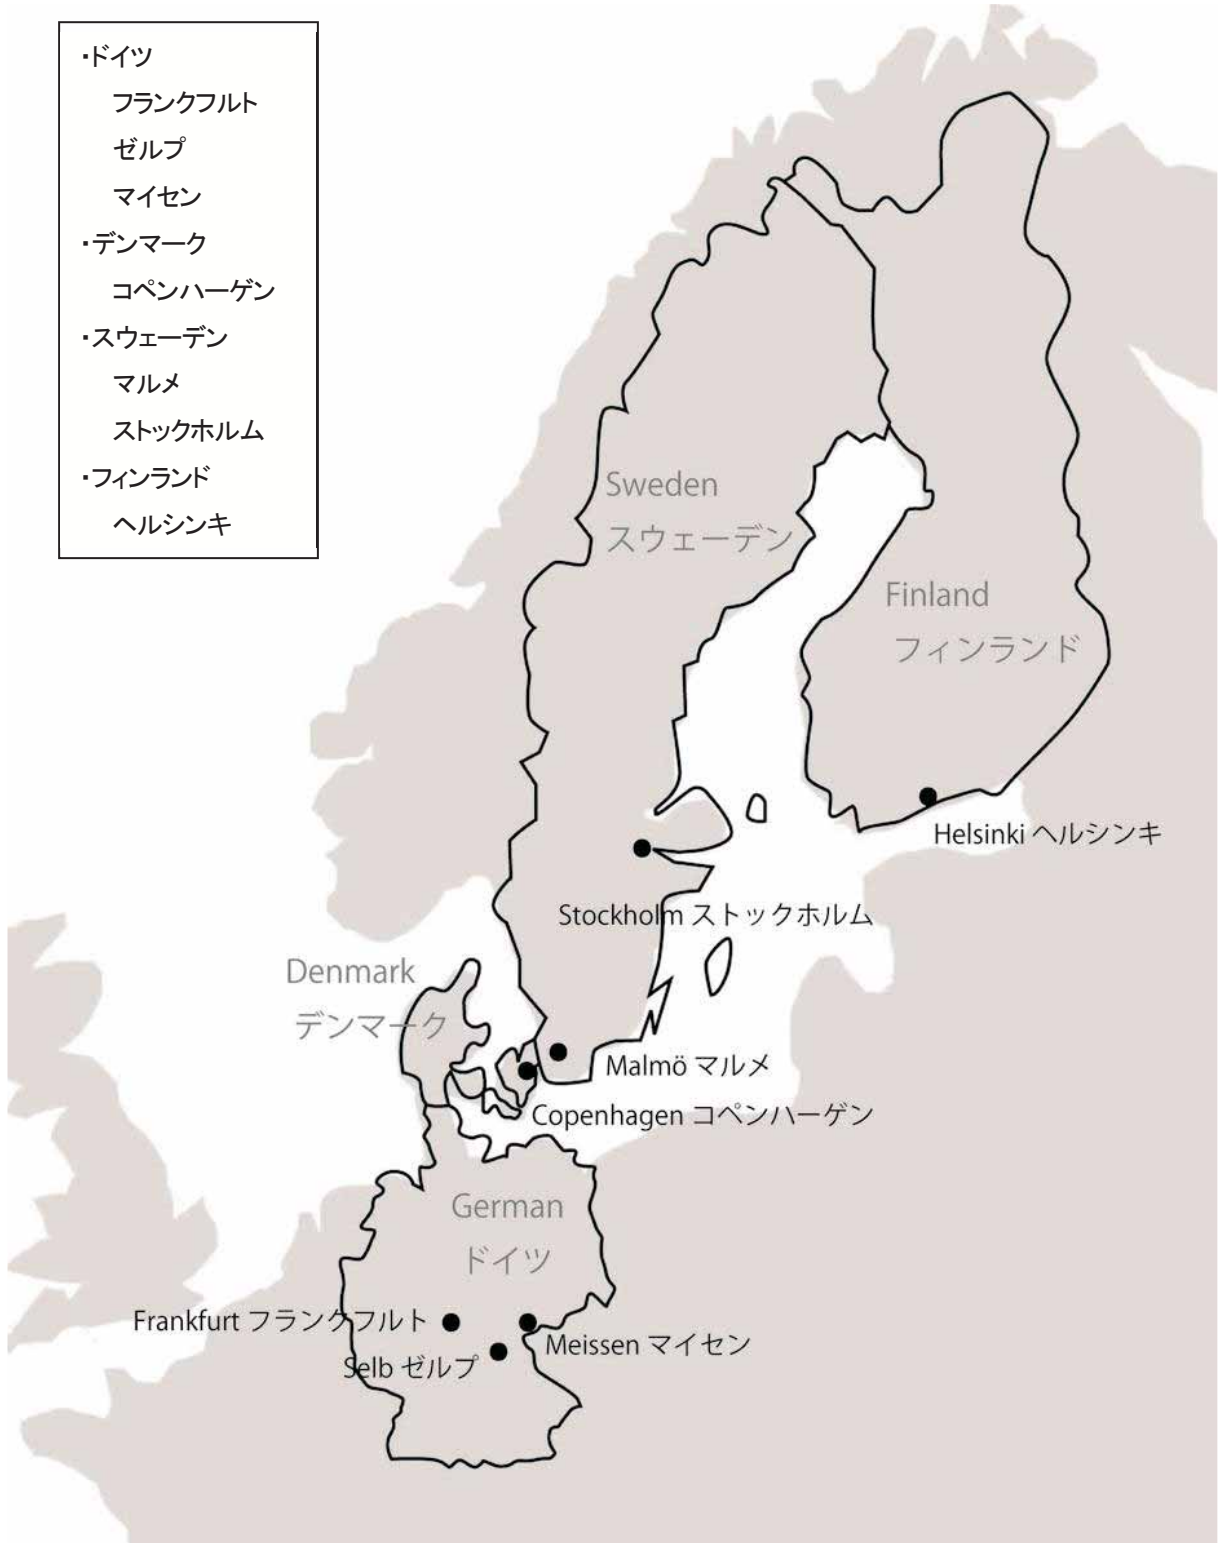 ・ドイツ
フランクフルト
ゼルプ
マイセン
・デンマーク
コペンハーゲン
・スウェーデン
マルメ
ストックホルム
・フィンランド
ヘルシンキ
Sweden
スウェーデン
Finland
フィンランド
Helsinki ヘルシンキ
Stockholm ストックホルム
Denmark
デンマーク
Malmö マルメ
Copenhagen コペンハーゲン
German
ドイツ
Frankfurt フランクフルト
Meissen マイセン
Selb ゼルプ